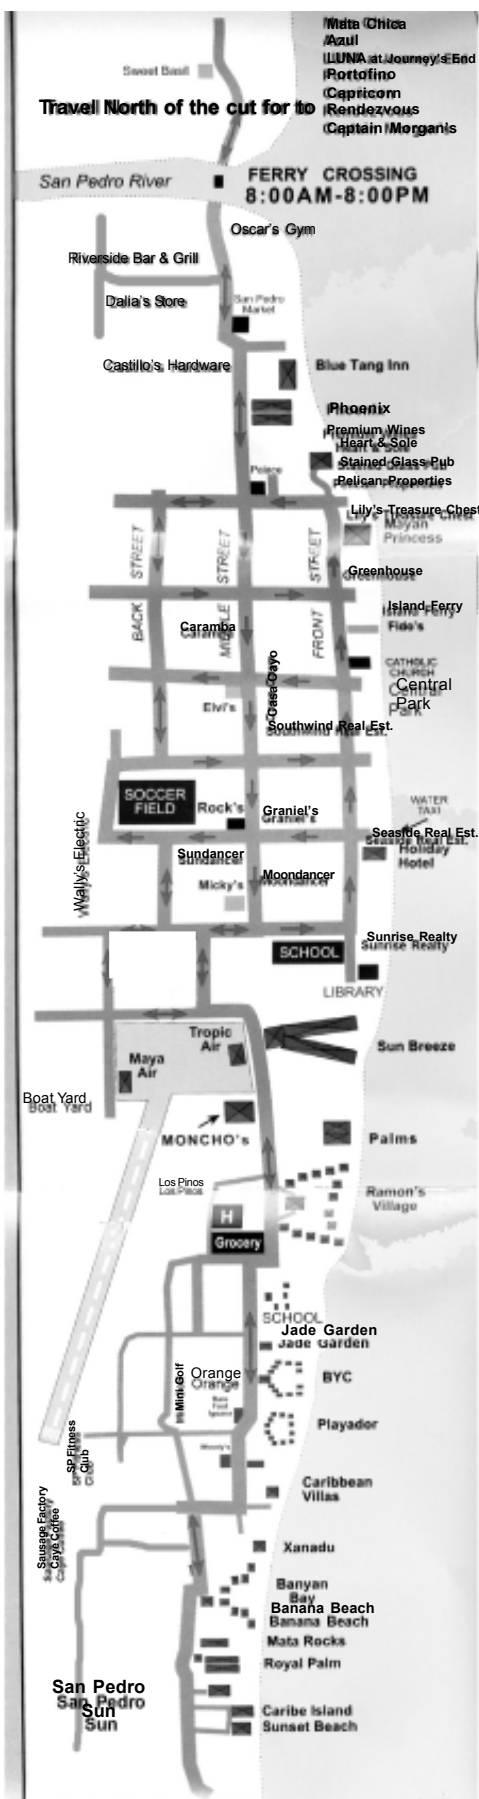 Mata Chica
Azul
LUNA at Journey's End
Portofino
Sweet Basil
Capricorn
Travel North of the cut for to Rendezvous
Captain Morgan's
San Pedro River
FERRY CROSSING
8:00AM-8:00PM
Oscar's Gym
Riverside Bar & Grill
Dalia's Store
San Pedro
Market
Castillo's Hardware
Blue Tang Inn
Phoenix
Premium Wines
Heart & Sole
Stained Glass Pub
Palace
Pelican Properties
Lily's Treasure Chest
Mayan
Princess
BACK STREET
MIDDLE STREET
FRONT STREET
Greenhouse
Island Ferry
Fido's
Caramba
CATHOLIC
CHURCH
Central
Park
Casa Cayo
Elvi's
Southwind Real Est.
SOCCER
FIELD
Rock's
Graniel's
WATER
TAXI
Wally's Electric
Seaside Real Est.
Holiday
Hotel
Sundancer
Moondancer
Micky's
Sunrise Realty
SCHOOL
LIBRARY
Tropic
Air
Sun Breeze
Maya
Air
Boat Yard
MONCHO's
Palms
Los Pinos
Ramon's
Village
H
Grocery
SCHOOL
Jade Garden
Mini Golf
Orange
BYC
Playador
SP Fitness
Club
Caribbean
Villas
Sausage Factory
Caye Coffee
Xanadu
Banyan
Bay
Banana Beach
Mata Rocks
Royal Palm
San Pedro
Sun
Caribe Island
Sunset Beach